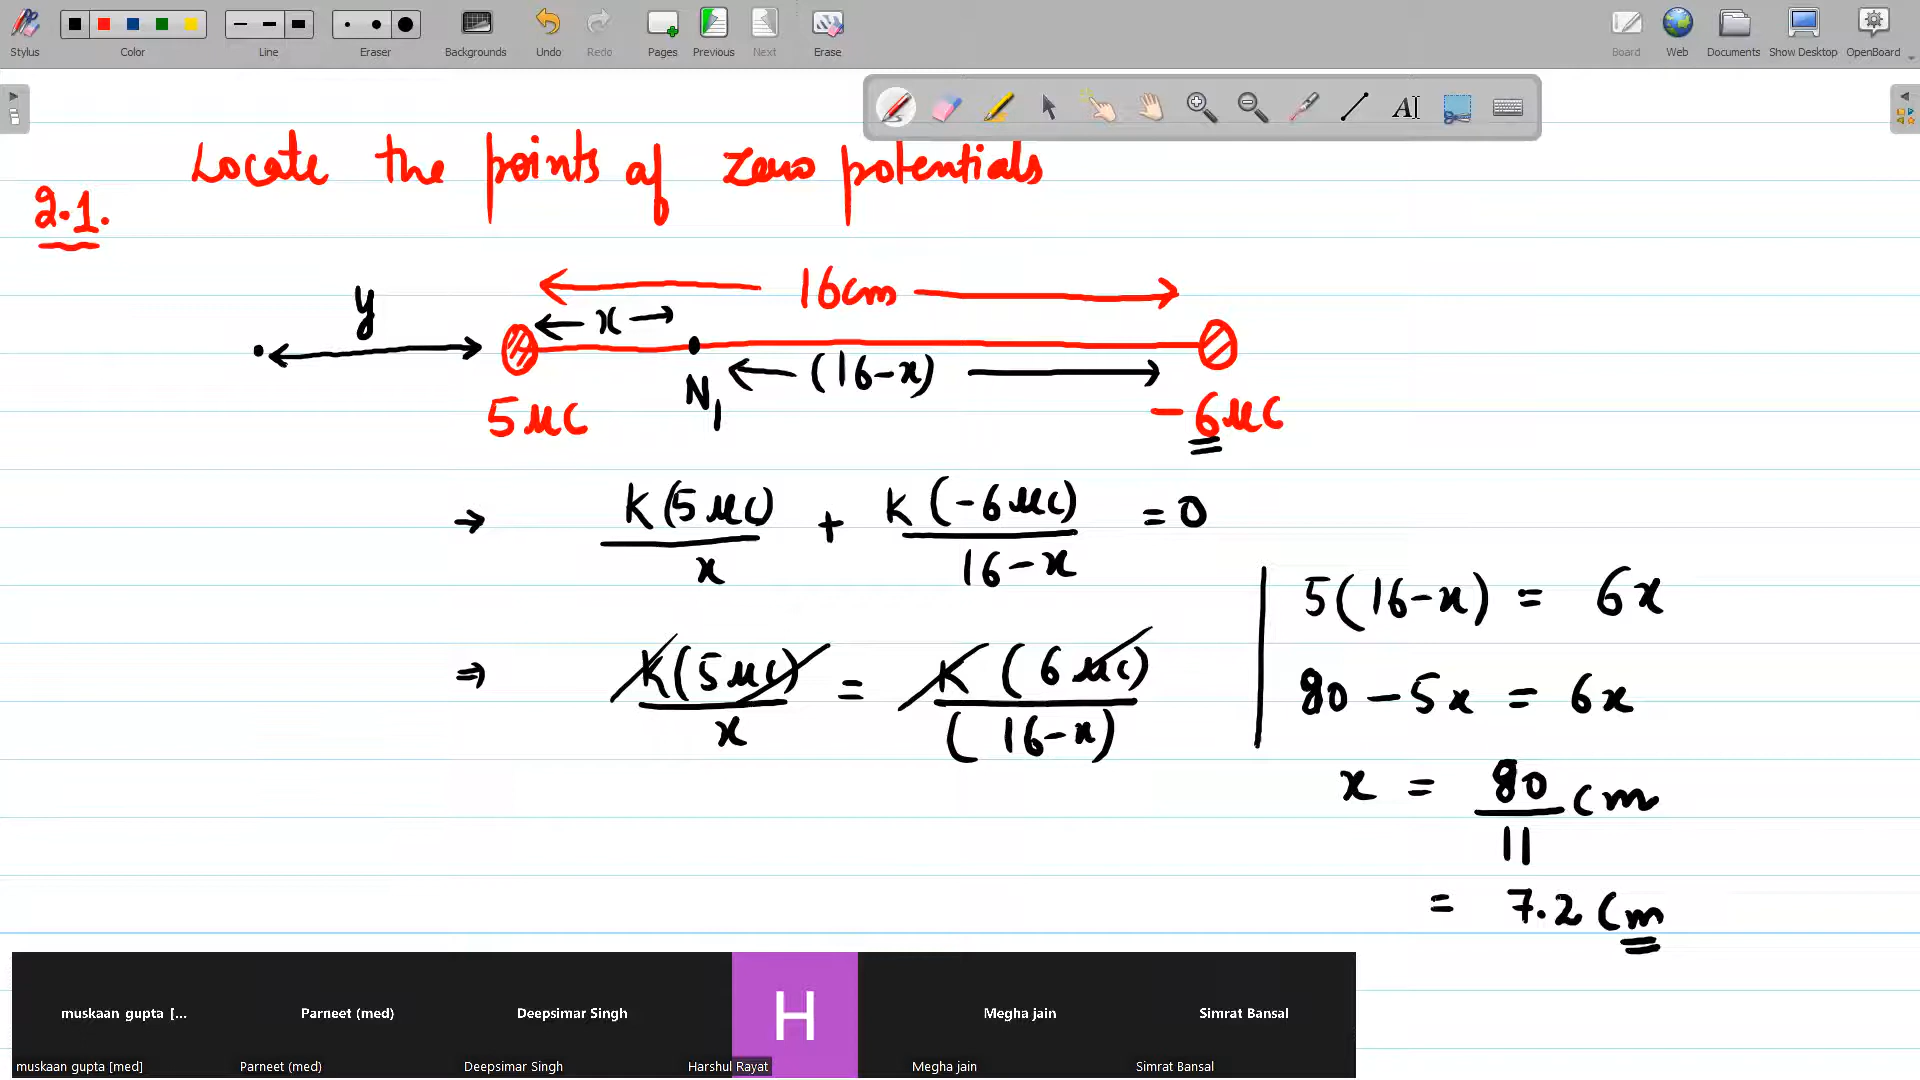 Stylus Color Line Eraser Backgrounds Undo Redo Pages Previous Next Erase Board Web Documents Show Desktop OpenBoard
Locate the points of zero potentials
2.1.
16cm
y
x
(16-x)
N1
5 μC
-6μC
→ K(5μC)/x + K(-6μC)/16-x = 0
⇒ K(5μC)/x = K(6μC)/(16-x)
5(16-x) = 6x
80 - 5x = 6x
x = 80/11 cm
= 7.2 cm
muskaan gupta [... Parneet (med) Deepsimar Singh H Megha jain Simrat Bansal
muskaan gupta [med] Parneet (med) Deepsimar Singh Harshul Rayat Megha jain Simrat Bansal